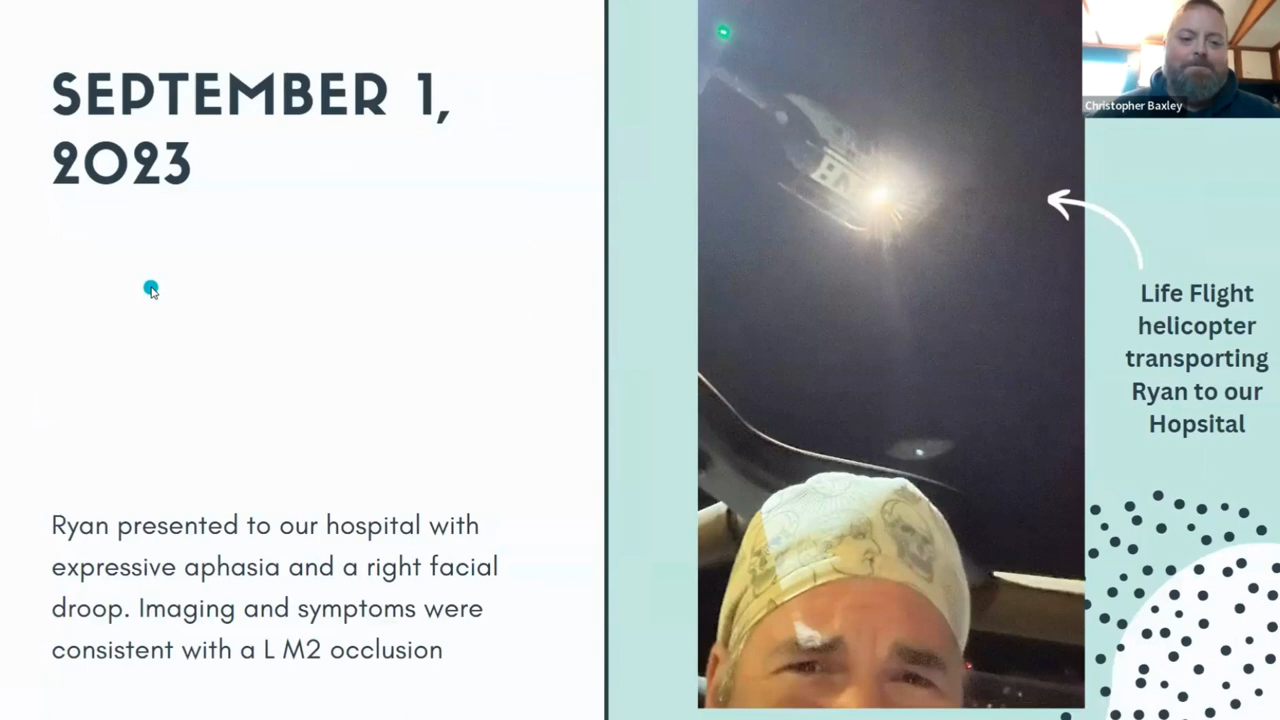 SEPTEMBER 1,
2023
Ryan presented to our hospital with
expressive aphasia and a right facial
droop. Imaging and symptoms were
consistent with a L M2 occlusion
Christopher Baxley
Life Flight
helicopter
transporting
Ryan to our
Hopsital